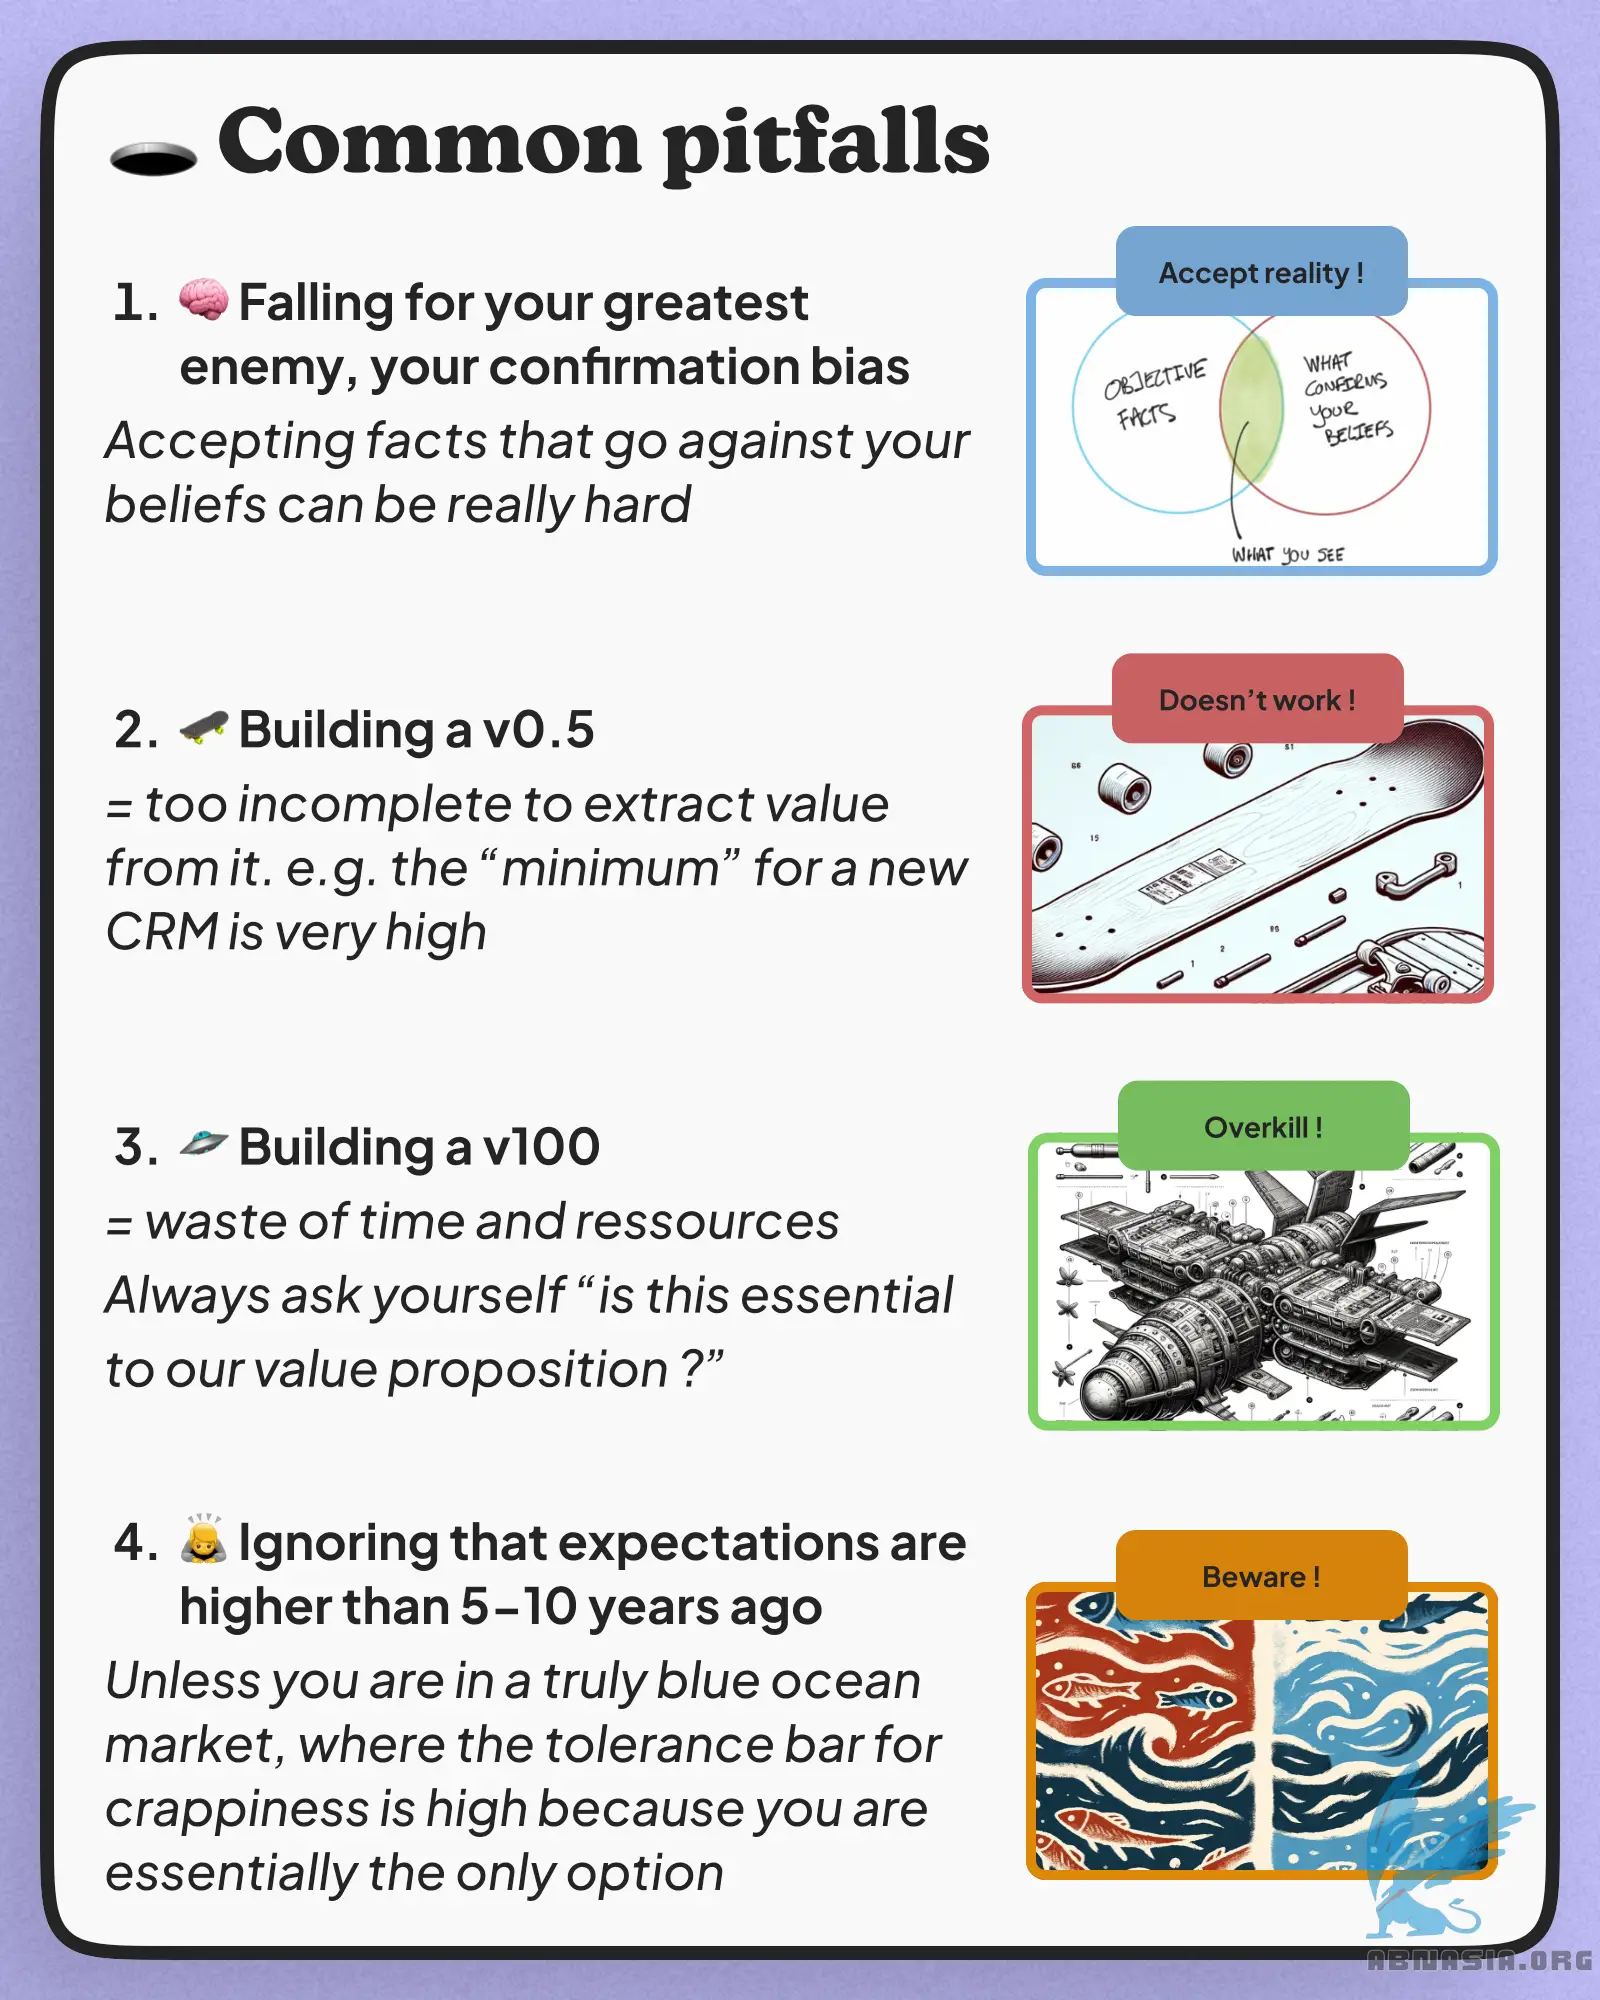 Common pitfalls
1. Falling for your greatest
enemy, your confirmation bias
Accepting facts that go against your
beliefs can be really hard
Accept reality !
OBJECTIVE
FACTS
WHAT
CONFIRMS
YOUR
BELIEFS
WHAT YOU SEE
2. Building a v0.5
= too incomplete to extract value
from it. e.g. the “minimum” for a new
CRM is very high
Doesn’t work !
15
1
2
1
3. Building a v100
= waste of time and ressources
Always ask yourself “is this essential
to our value proposition ?”
Overkill !
4. Ignoring that expectations are
higher than 5–10 years ago
Unless you are in a truly blue ocean
market, where the tolerance bar for
crappiness is high because you are
essentially the only option
Beware !
ABNASIA.ORG